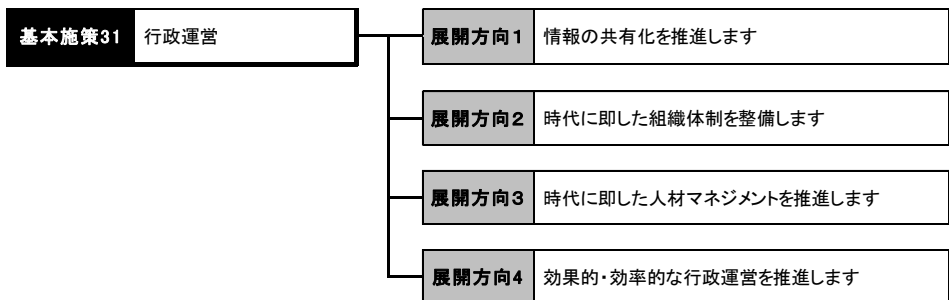 基本施策31 行政運営
展開方向1 情報の共有化を推進します
展開方向2 時代に即した組織体制を整備します
展開方向3 時代に即した人材マネジメントを推進します
展開方向4 効果的・効率的な行政運営を推進します